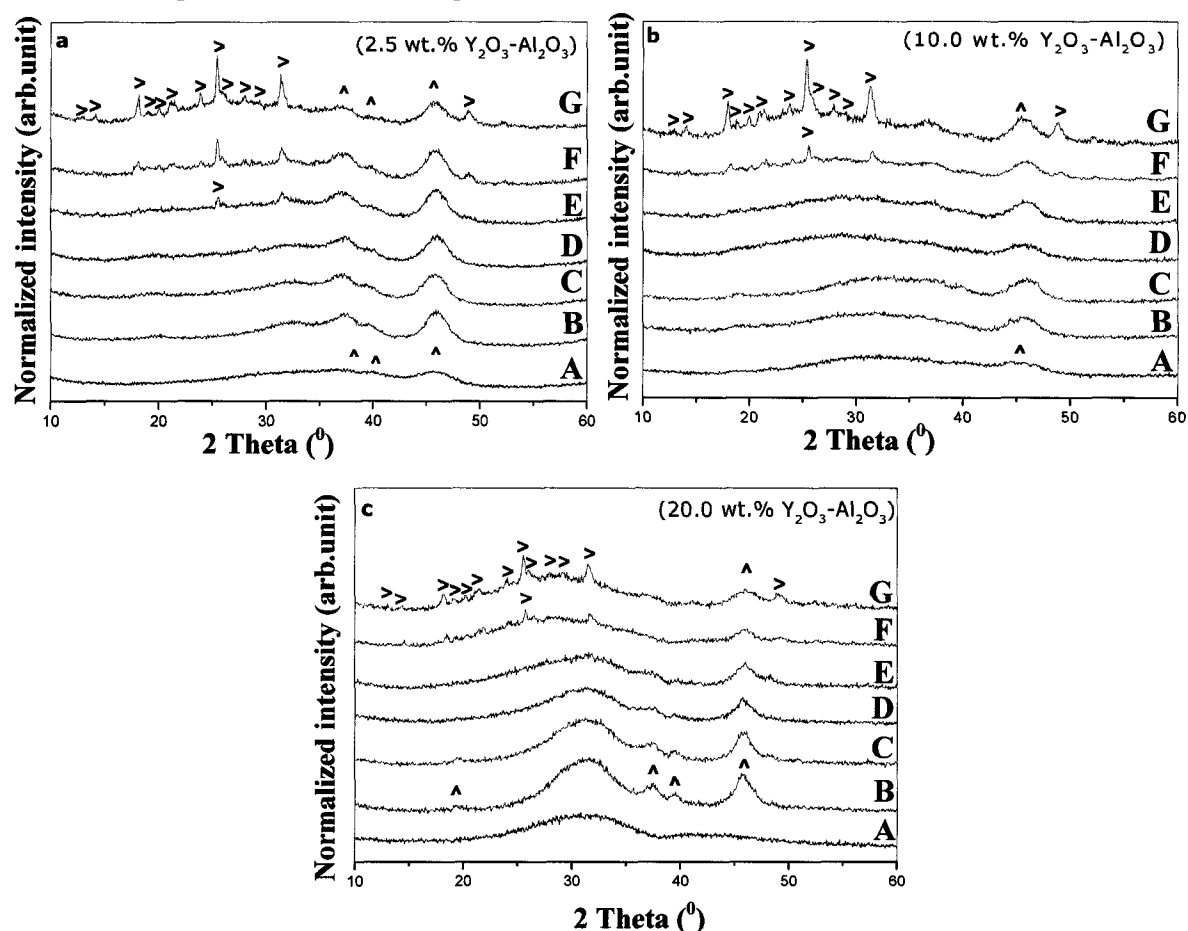 a (2.5 wt.% Y₂O₃-Al₂O₃)
> > > > > > > > > > > > ^ ^ ^ >
G
F
>
E
D
C
B
^ ^ ^
A
10 20 30 40 50 60
2 Theta (⁰)
Normalized intensity (arb.unit)
b (10.0 wt.% Y₂O₃-Al₂O₃)
> > > > > > > > > > > > ^ >
G
>
F
E
D
C
B
^
A
10 20 30 40 50 60
2 Theta (⁰)
Normalized intensity (arb.unit)
c (20.0 wt.% Y₂O₃-Al₂O₃)
> > > > > > > > > > > > ^ >
G
>
F
E
D
C
^ ^ ^ ^
B
A
10 20 30 40 50 60
2 Theta (⁰)
Normalized intensity (arb.unit)